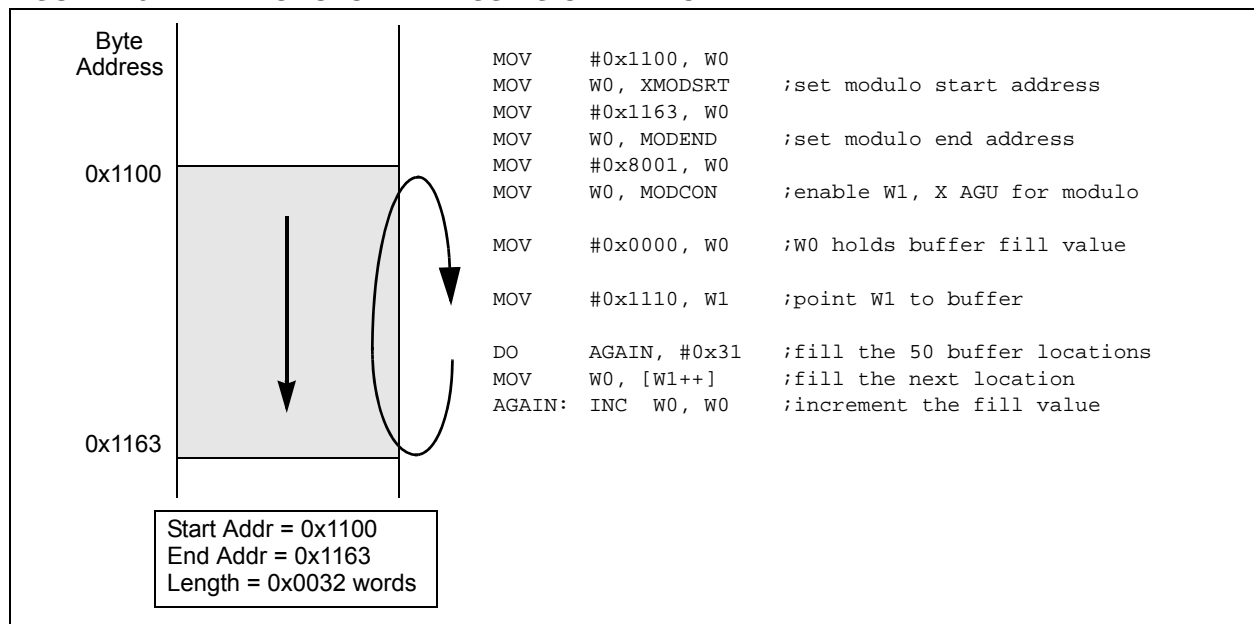 Byte
Address
0x1100
0x1163
Start Addr = 0x1100
End Addr = 0x1163
Length = 0x0032 words
MOV #0x1100, W0
MOV W0, XMODSRT ;set modulo start address
MOV #0x1163, W0
MOV W0, MODEND ;set modulo end address
MOV #0x8001, W0
MOV W0, MODCON ;enable W1, X AGU for modulo
MOV #0x0000, W0 ;W0 holds buffer fill value
MOV #0x1110, W1 ;point W1 to buffer
DO AGAIN, #0x31 ;fill the 50 buffer locations
MOV W0, [W1++] ;fill the next location
AGAIN: INC W0, W0 ;increment the fill value